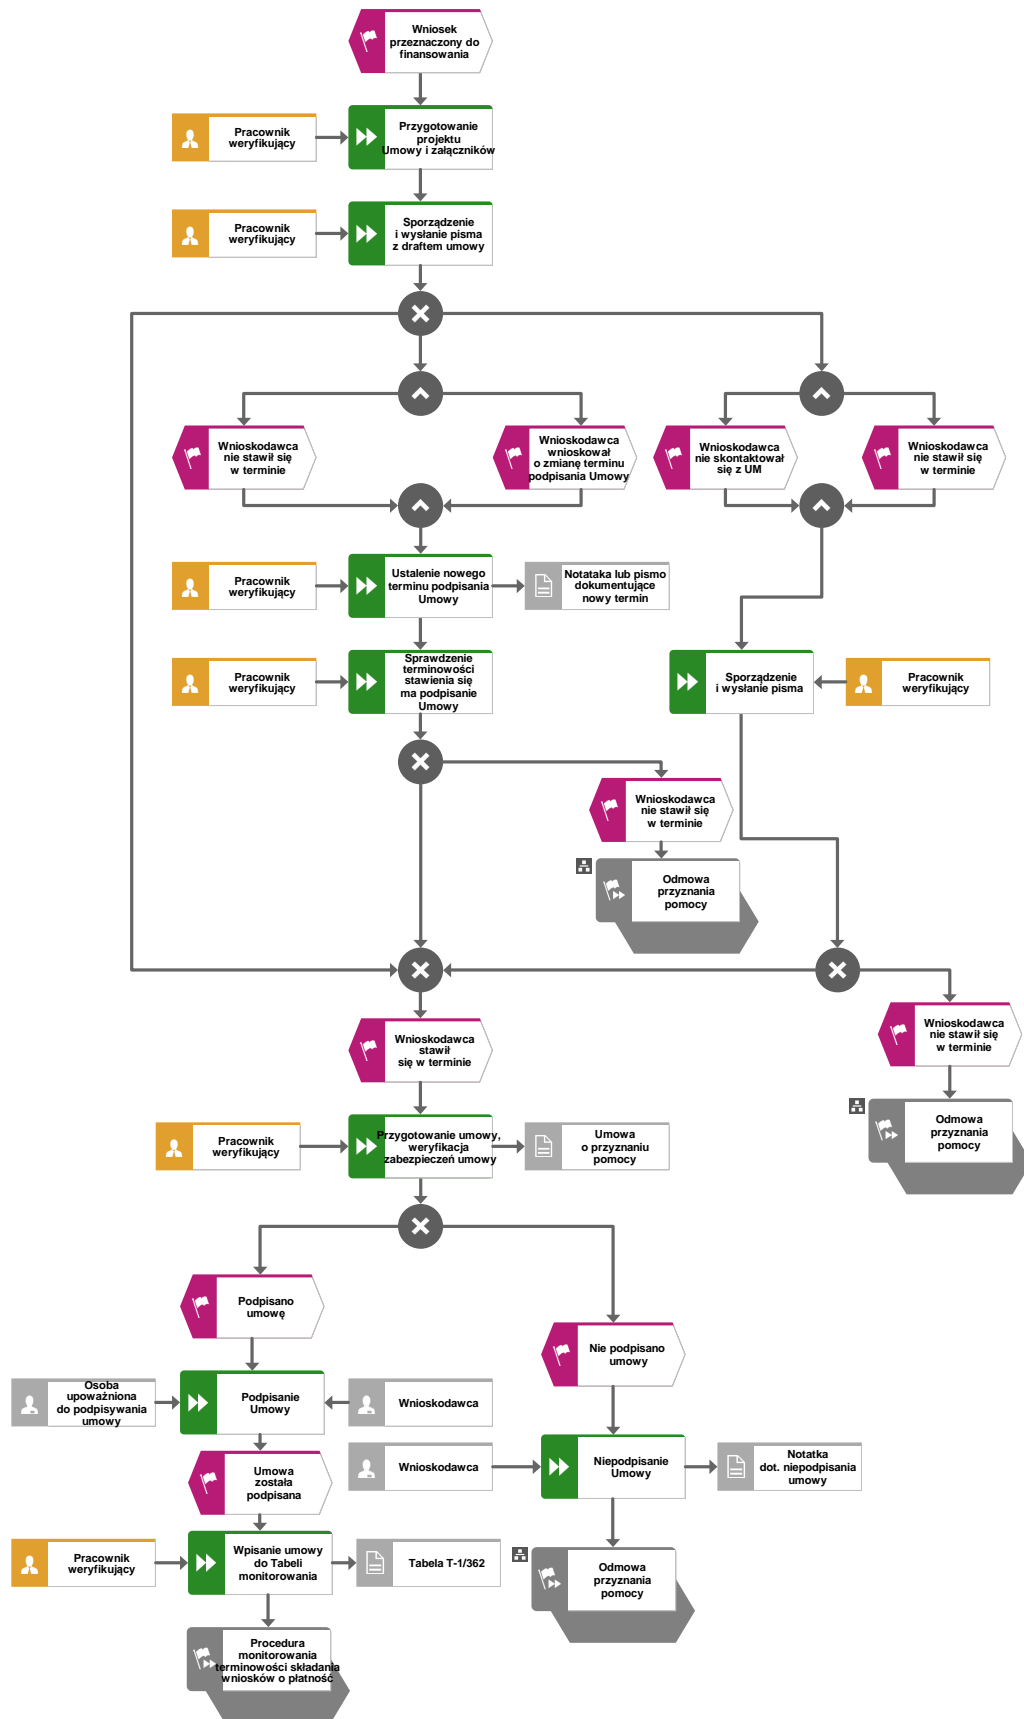 Wniosek
przeznaczony do
finansowania
Pracownik
weryfikujący
Przygotowanie
projektu
Umowy i załączników
Pracownik
weryfikujący
Sporządzenie
i wysłanie pisma
z draftem umowy
Wnioskodawca
nie stawił się
w terminie
Wnioskodawca
wnioskował
o zmianę terminu
podpisania Umowy
Wnioskodawca
nie skontaktował
się z UM
Wnioskodawca
nie stawił się
w terminie
Pracownik
weryfikujący
Ustalenie nowego
terminu podpisania
Umowy
Notataka lub pismo
dokumentujące
nowy termin
Pracownik
weryfikujący
Sprawdzenie
terminowości
stawienia się
ma podpisanie
Umowy
Sporządzenie
i wysłanie pisma
Pracownik
weryfikujący
Wnioskodawca
nie stawił się
w terminie
Odmowa
przyznania
pomocy
Wnioskodawca
stawił
się w terminie
Wnioskodawca
nie stawił się
w terminie
Pracownik
weryfikujący
Przygotowanie umowy,
weryfikacja
zabezpieczeń umowy
Umowa
o przyznaniu
pomocy
Odmowa
przyznania
pomocy
Podpisano
umowę
Nie podpisano
umowy
Osoba
upoważniona
do podpisywania
umowy
Podpisanie
Umowy
Wnioskodawca
Wnioskodawca
Niepodpisanie
Umowy
Notatka
dot. niepodpisania
umowy
Umowa
została
podpisana
Pracownik
weryfikujący
Wpisanie umowy
do Tabeli
monitorowania
Tabela T-1/362
Odmowa
przyznania
pomocy
Procedura
monitorowania
terminowości składania
wniosków o płatność